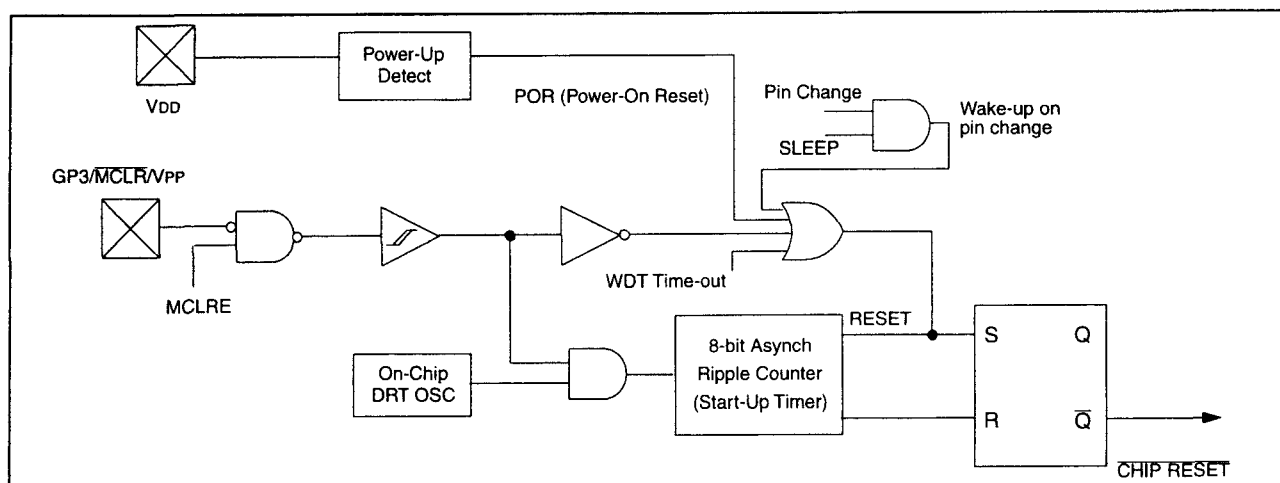 Power-Up
Detect
VDD
POR (Power-On Reset)
Pin Change
SLEEP
Wake-up on
pin change
GP3/MCLR/VPP
MCLRE
WDT Time-out
On-Chip
DRT OSC
8-bit Asynch
Ripple Counter
(Start-Up Timer)
RESET
S
Q
R
Q
CHIP RESET